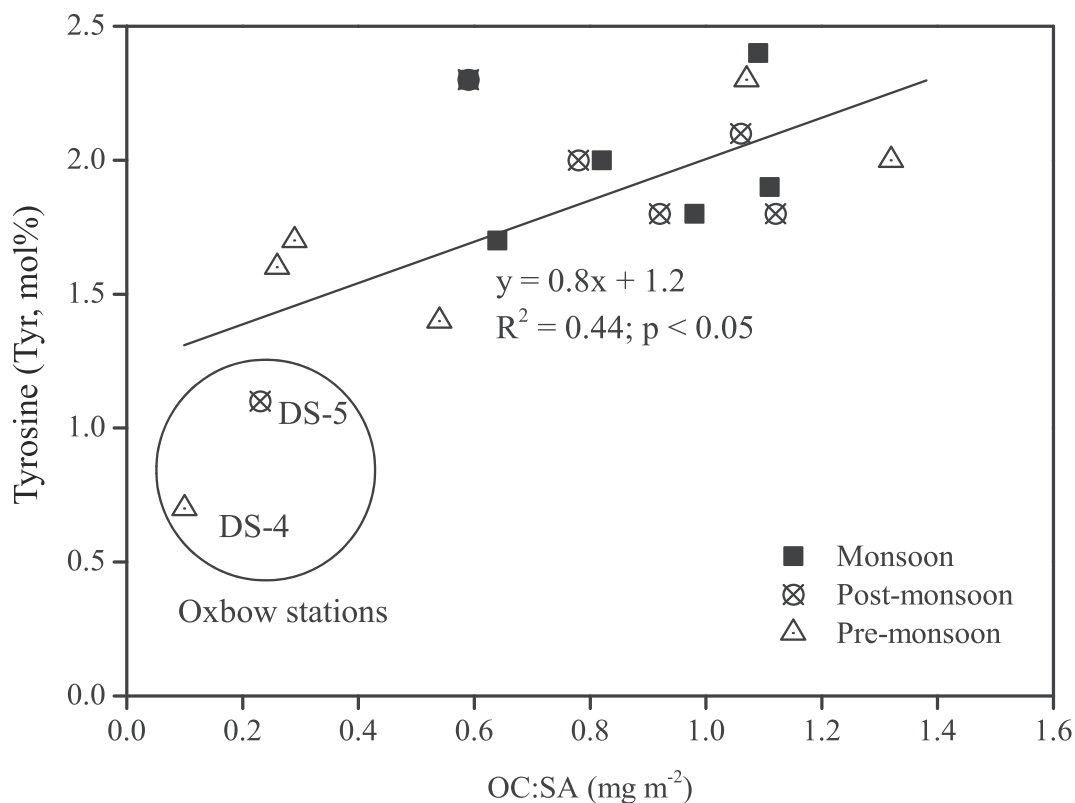 2.5
2.0
1.5
1.0
0.5
0.0
Tyrosine (Tyr, mol%)
y = 0.8x + 1.2
R² = 0.44; p < 0.05
DS-5
DS-4
Oxbow stations
Monsoon
Post-monsoon
Pre-monsoon
0.0 0.2 0.4 0.6 0.8 1.0 1.2 1.4 1.6
OC:SA (mg m⁻²)